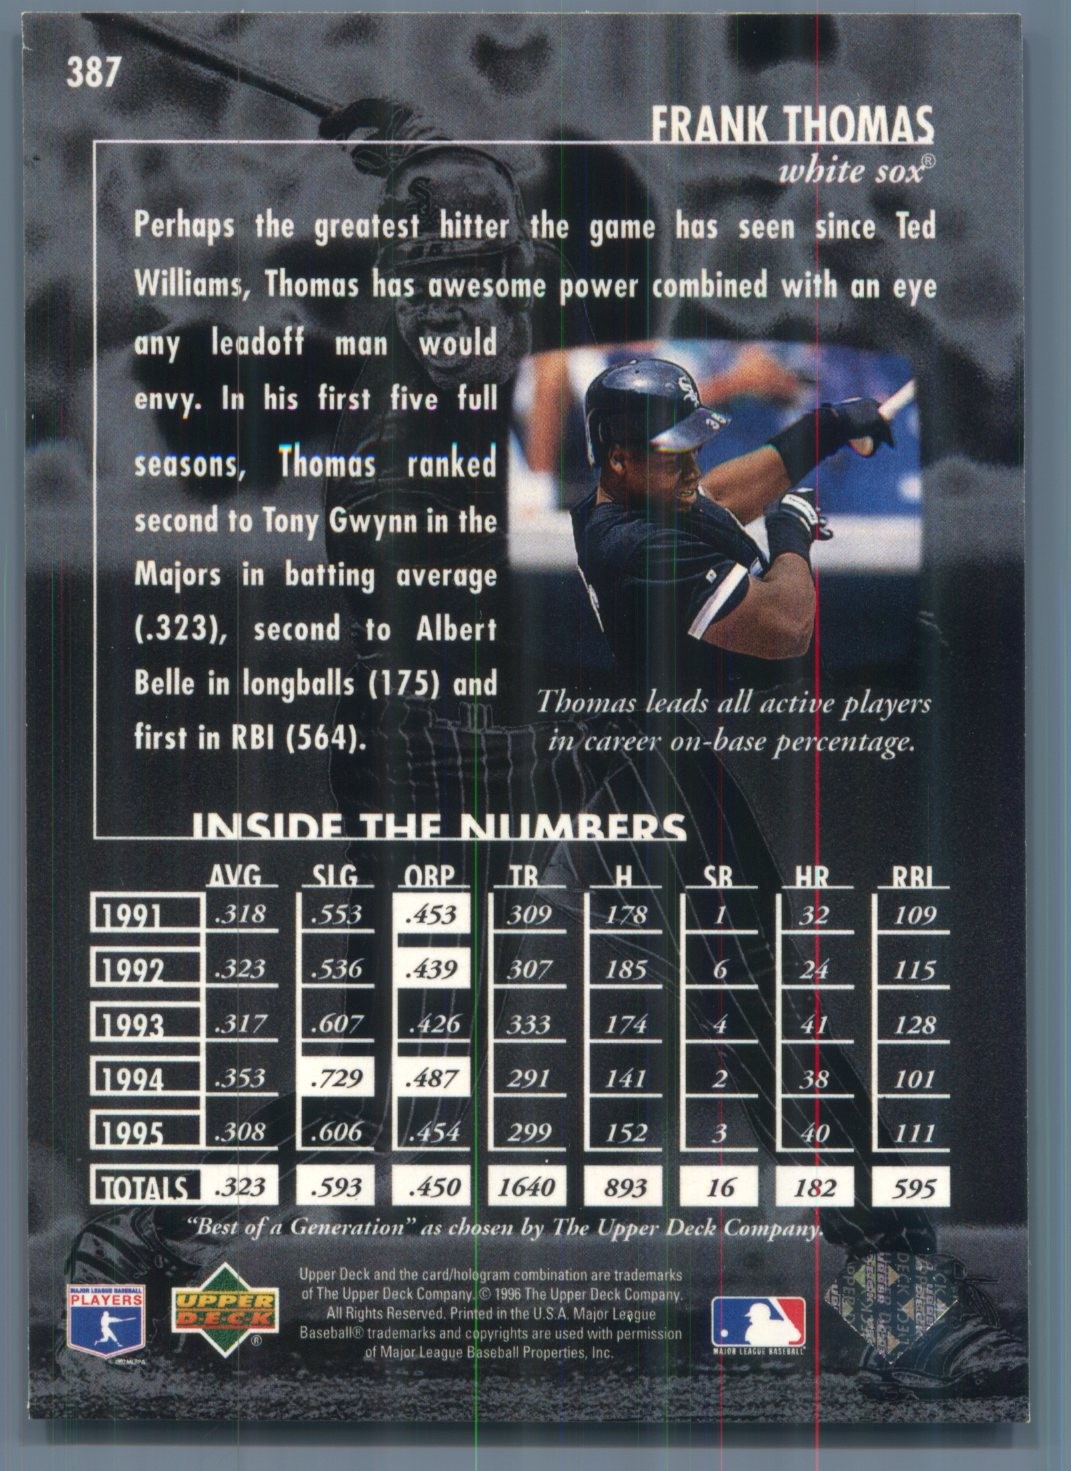 387
FRANK THOMAS
white sox®
Perhaps the greatest hitter the game has seen since Ted
Williams, Thomas has awesome power combined with an eye
any leadoff man would
envy. In his first five full
seasons, Thomas ranked
second to Tony Gwynn in the
Majors in batting average
(.323), second to Albert
Belle in longballs (175) and
first in RBI (564).
Thomas leads all active players
in career on-base percentage.
INSIDE THE NUMBERS
AVG SLG OBP TB H SB HR RBI
1991 .318 .553 .453 309 178 1 32 109
1992 .323 .536 .439 307 185 6 24 115
1993 .317 .607 .426 333 174 4 41 128
1994 .353 .729 .487 291 141 2 38 101
1995 .308 .606 .454 299 152 3 40 111
TOTALS .323 .593 .450 1640 893 16 182 595
"Best of a Generation" as chosen by The Upper Deck Company.
MAJOR LEAGUE BASEBALL
PLAYERS
UPPER
DECK
®
Upper Deck and the card/hologram combination are trademarks
of The Upper Deck Company. © 1996 The Upper Deck Company.
All Rights Reserved. Printed in the U.S.A. Major League
Baseball® trademarks and copyrights are used with permission
of Major League Baseball Properties, Inc.
MAJOR LEAGUE BASEBALL